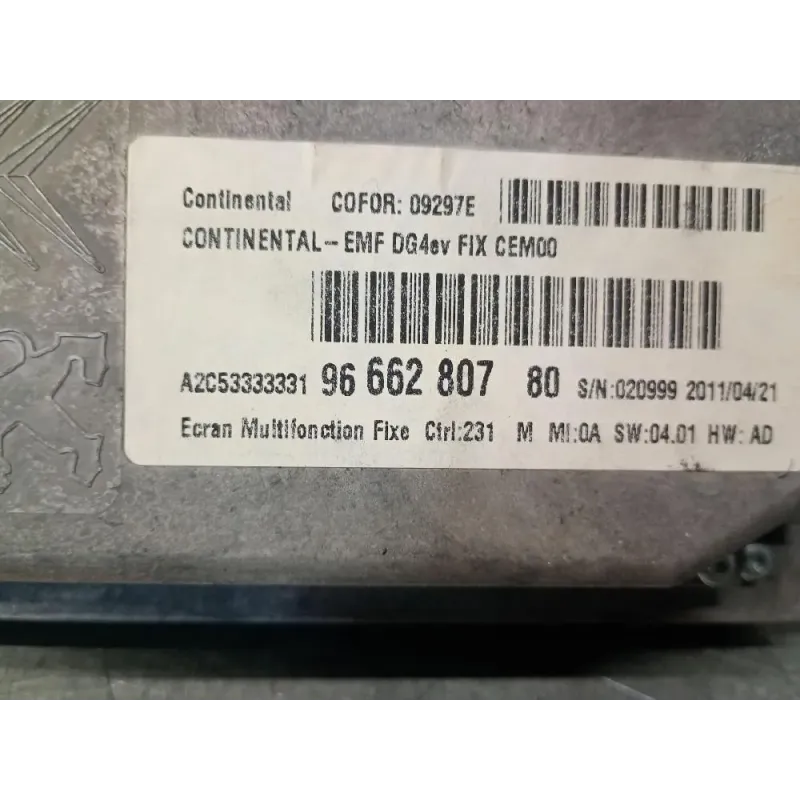 Continental COFOR: 09297E
CONTINENTAL-- EMF DG4ev FIX CEM00
A2C53333331 96 662 807 80 S/N:020999 2011/04/21
Ecran Multifonction Fixe Ctrl:231 M MI:0A SW:04.01 HW: AD